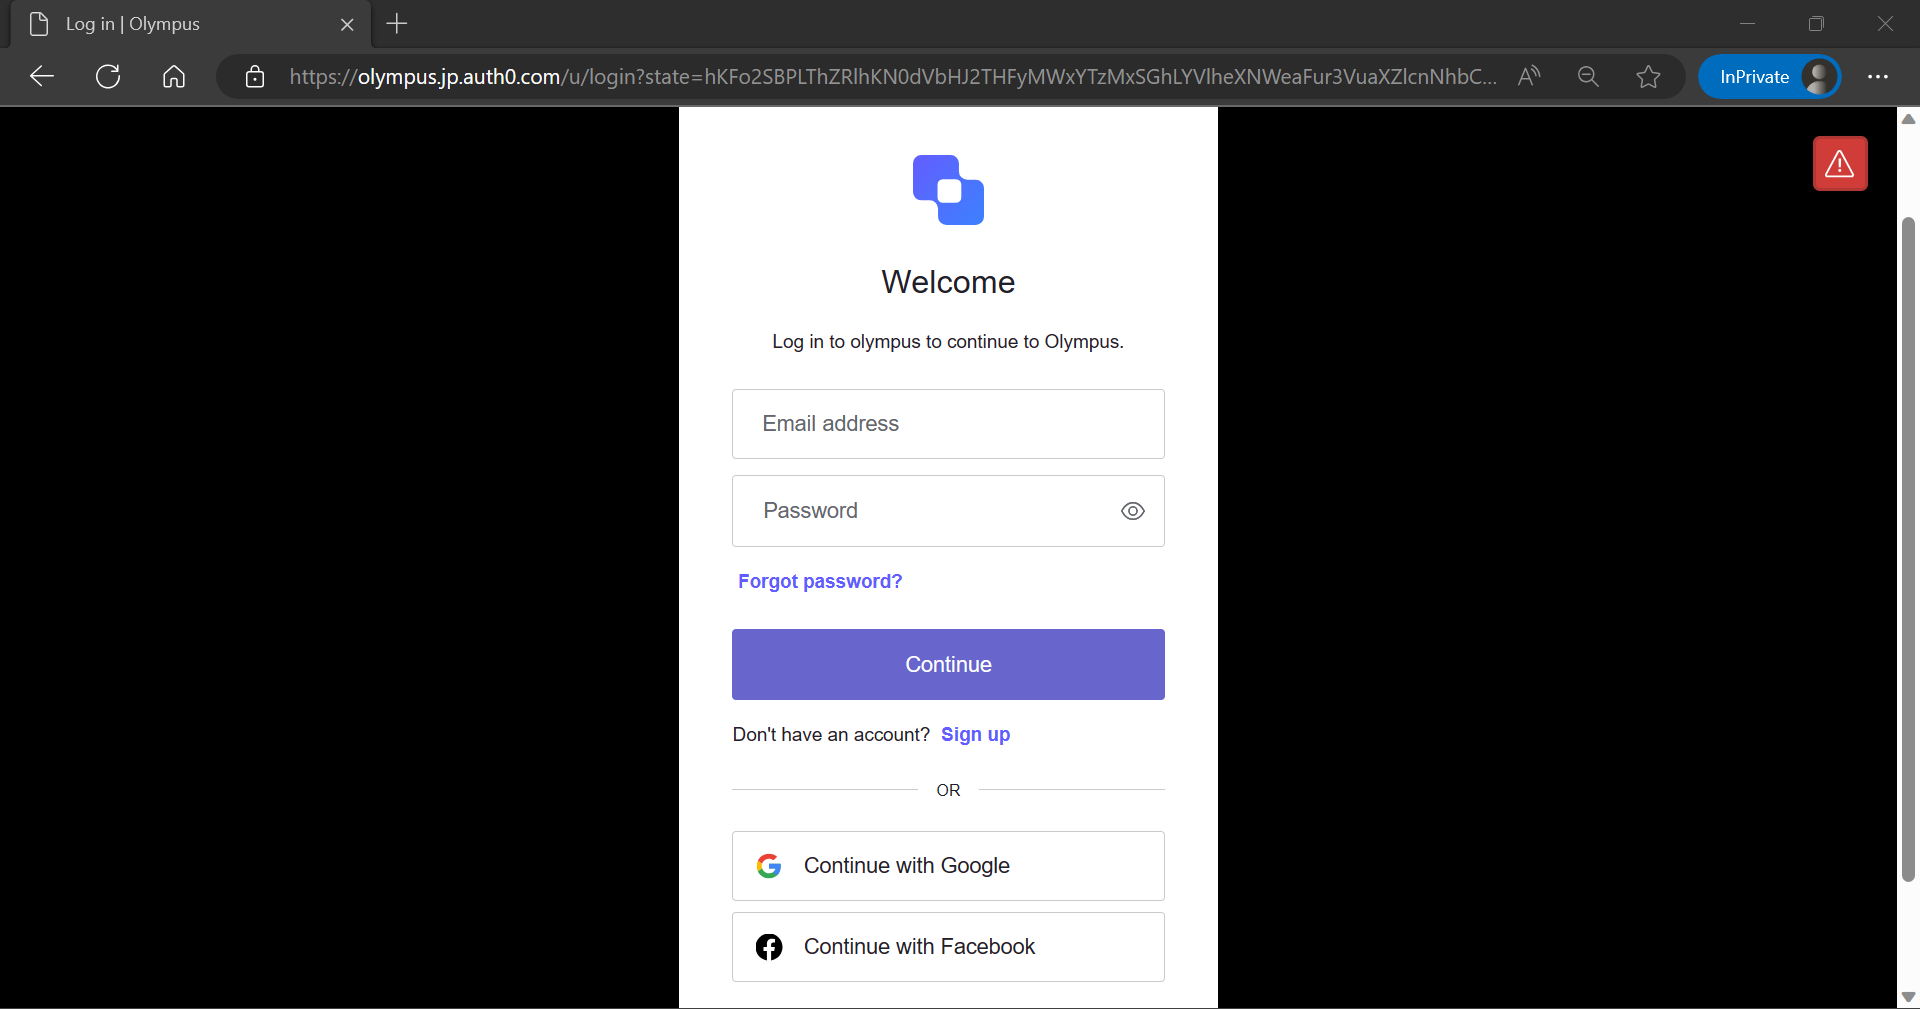 Log in | Olympus
https://olympus.jp.auth0.com/u/login?state=hKFo2SBPLThZRlhKN0dVbHJ2THFyMWxYTzMxSGhLYVlheXNWeaFur3VuaXZlcnNhbC...
InPrivate
Welcome
Log in to olympus to continue to Olympus.
Email address
Password
Forgot password?
Continue
Don't have an account? Sign up
OR
Continue with Google
Continue with Facebook